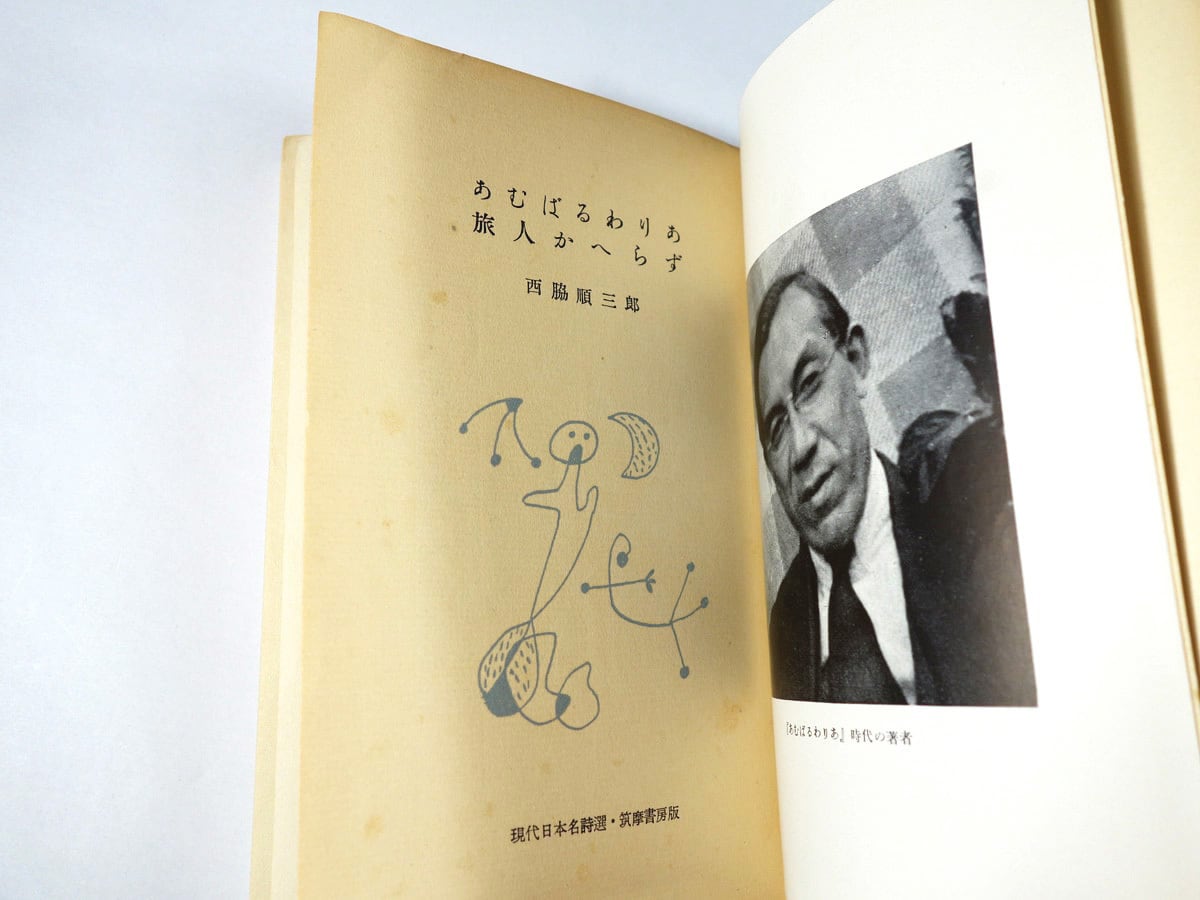 あむばるわりあ
旅人かへらず
西脇順三郎
現代日本名詩選・筑摩書房版
『あむばるわりあ』時代の著者